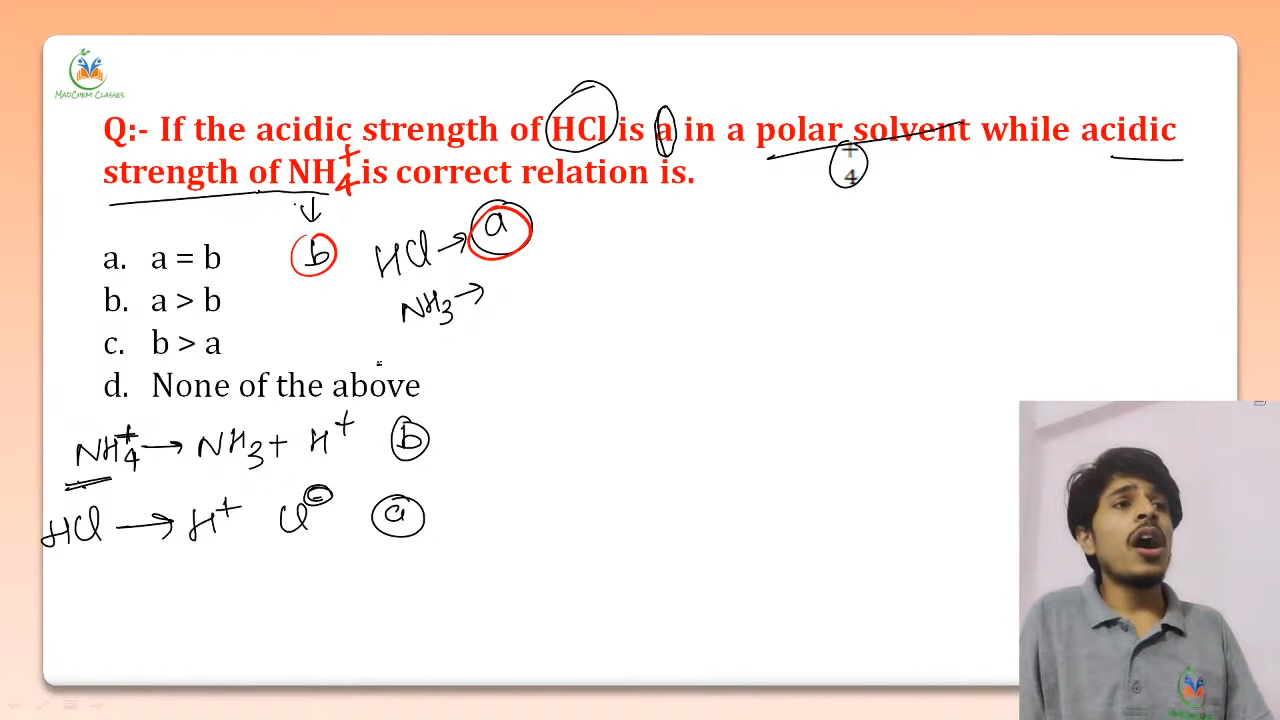 MADCHEM CLASSES
Q:- If the acidic strength of HCl is a in a polar solvent while acidic
strength of NH4+ is correct relation is.
+
4
b
HCl → a
NH3 →
a. a = b
b. a > b
c. b > a
d. None of the above
NH4+ → NH3 + H+ b
HCl → H+ Cl⊖ a